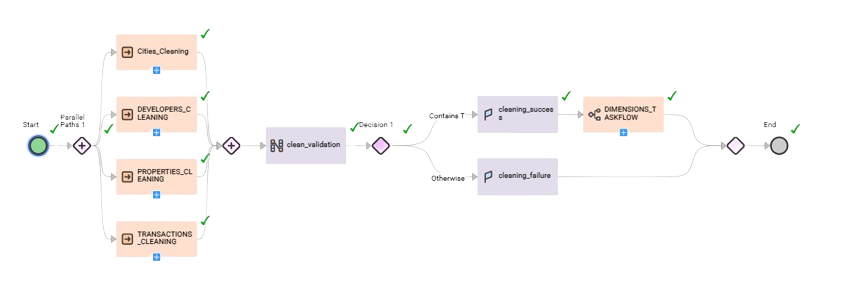 Start
Parallel
Paths 1
Cities_Cleaning
DEVELOPERS_C
LEANING
PROPERTIES_CL
EANING
TRANSACTIONS
_CLEANING
clean_validation
Decision 1
Contains T
cleaning_succes
s
DIMENSIONS_T
ASKFLOW
Otherwise
cleaning_failure
End